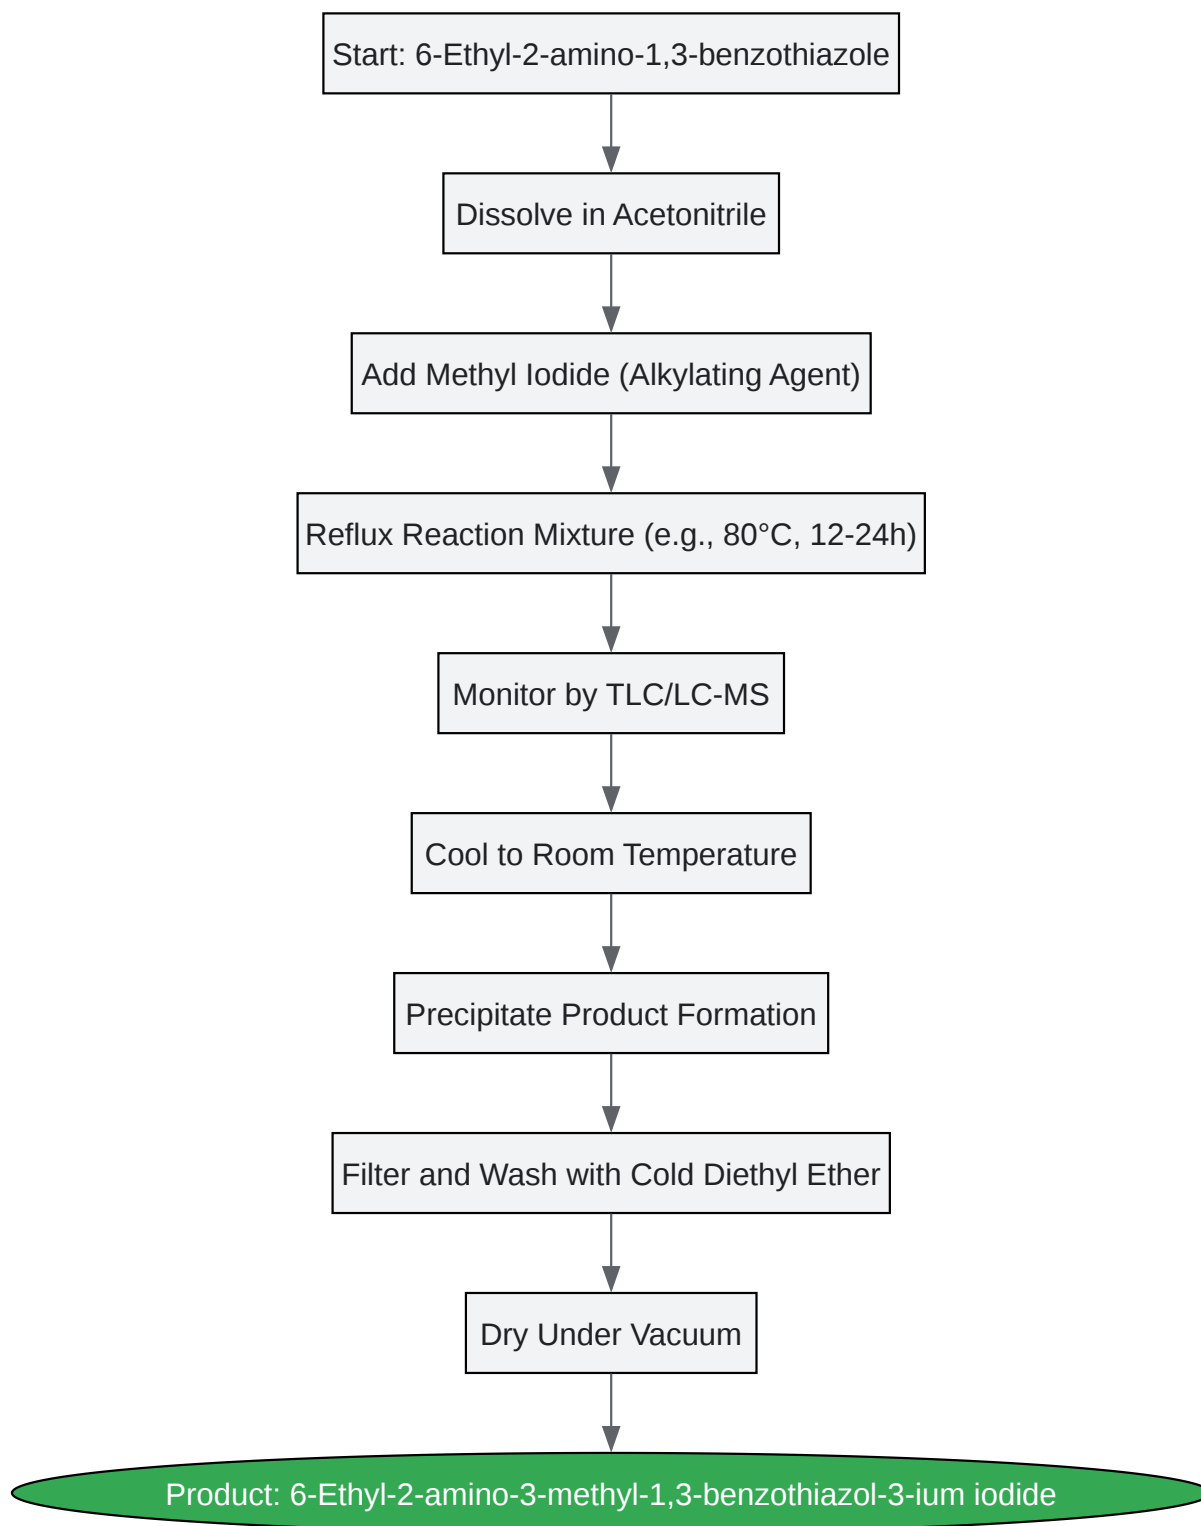 Start: 6-Ethyl-2-amino-1,3-benzothiazole
Dissolve in Acetonitrile
Add Methyl Iodide (Alkylating Agent)
Reflux Reaction Mixture (e.g., 80°C, 12-24h)
Monitor by TLC/LC-MS
Cool to Room Temperature
Precipitate Product Formation
Filter and Wash with Cold Diethyl Ether
Dry Under Vacuum
Product: 6-Ethyl-2-amino-3-methyl-1,3-benzothiazol-3-ium iodide